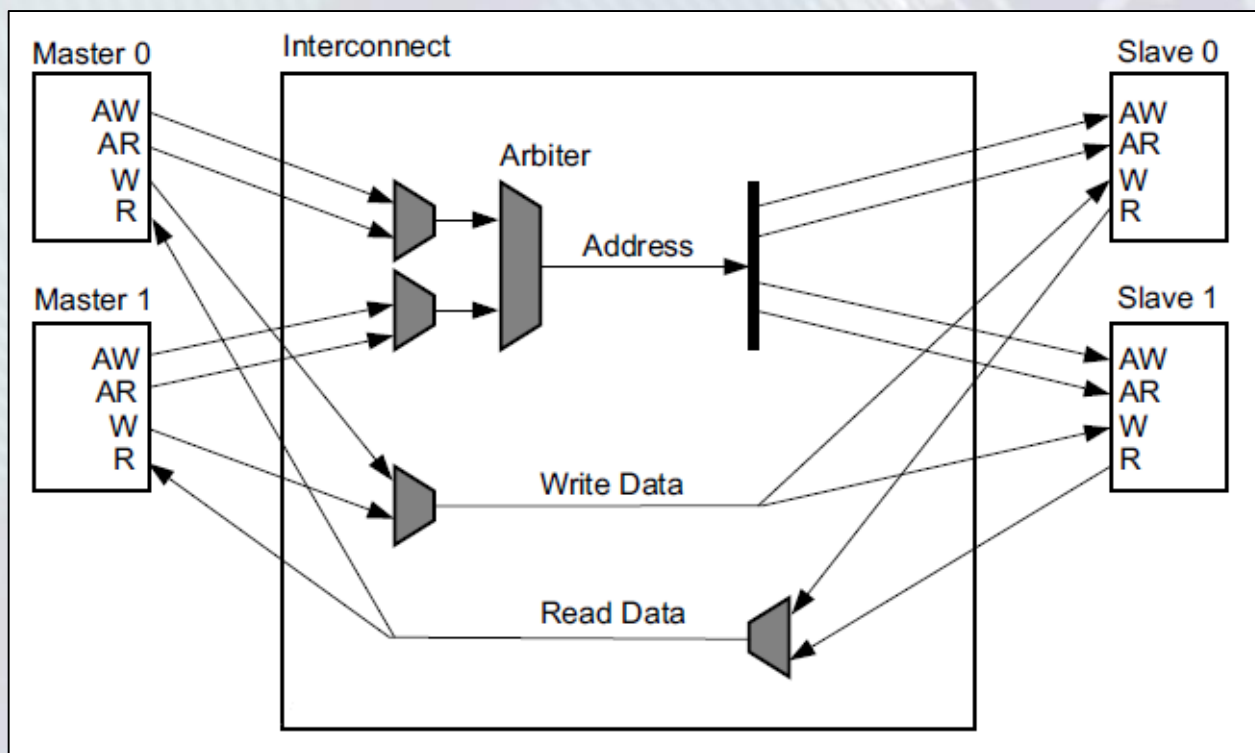 Master 0
AW
AR
W
R
Master 1
AW
AR
W
R
Interconnect
Arbiter
Address
Write Data
Read Data
Slave 0
AW
AR
W
R
Slave 1
AW
AR
W
R